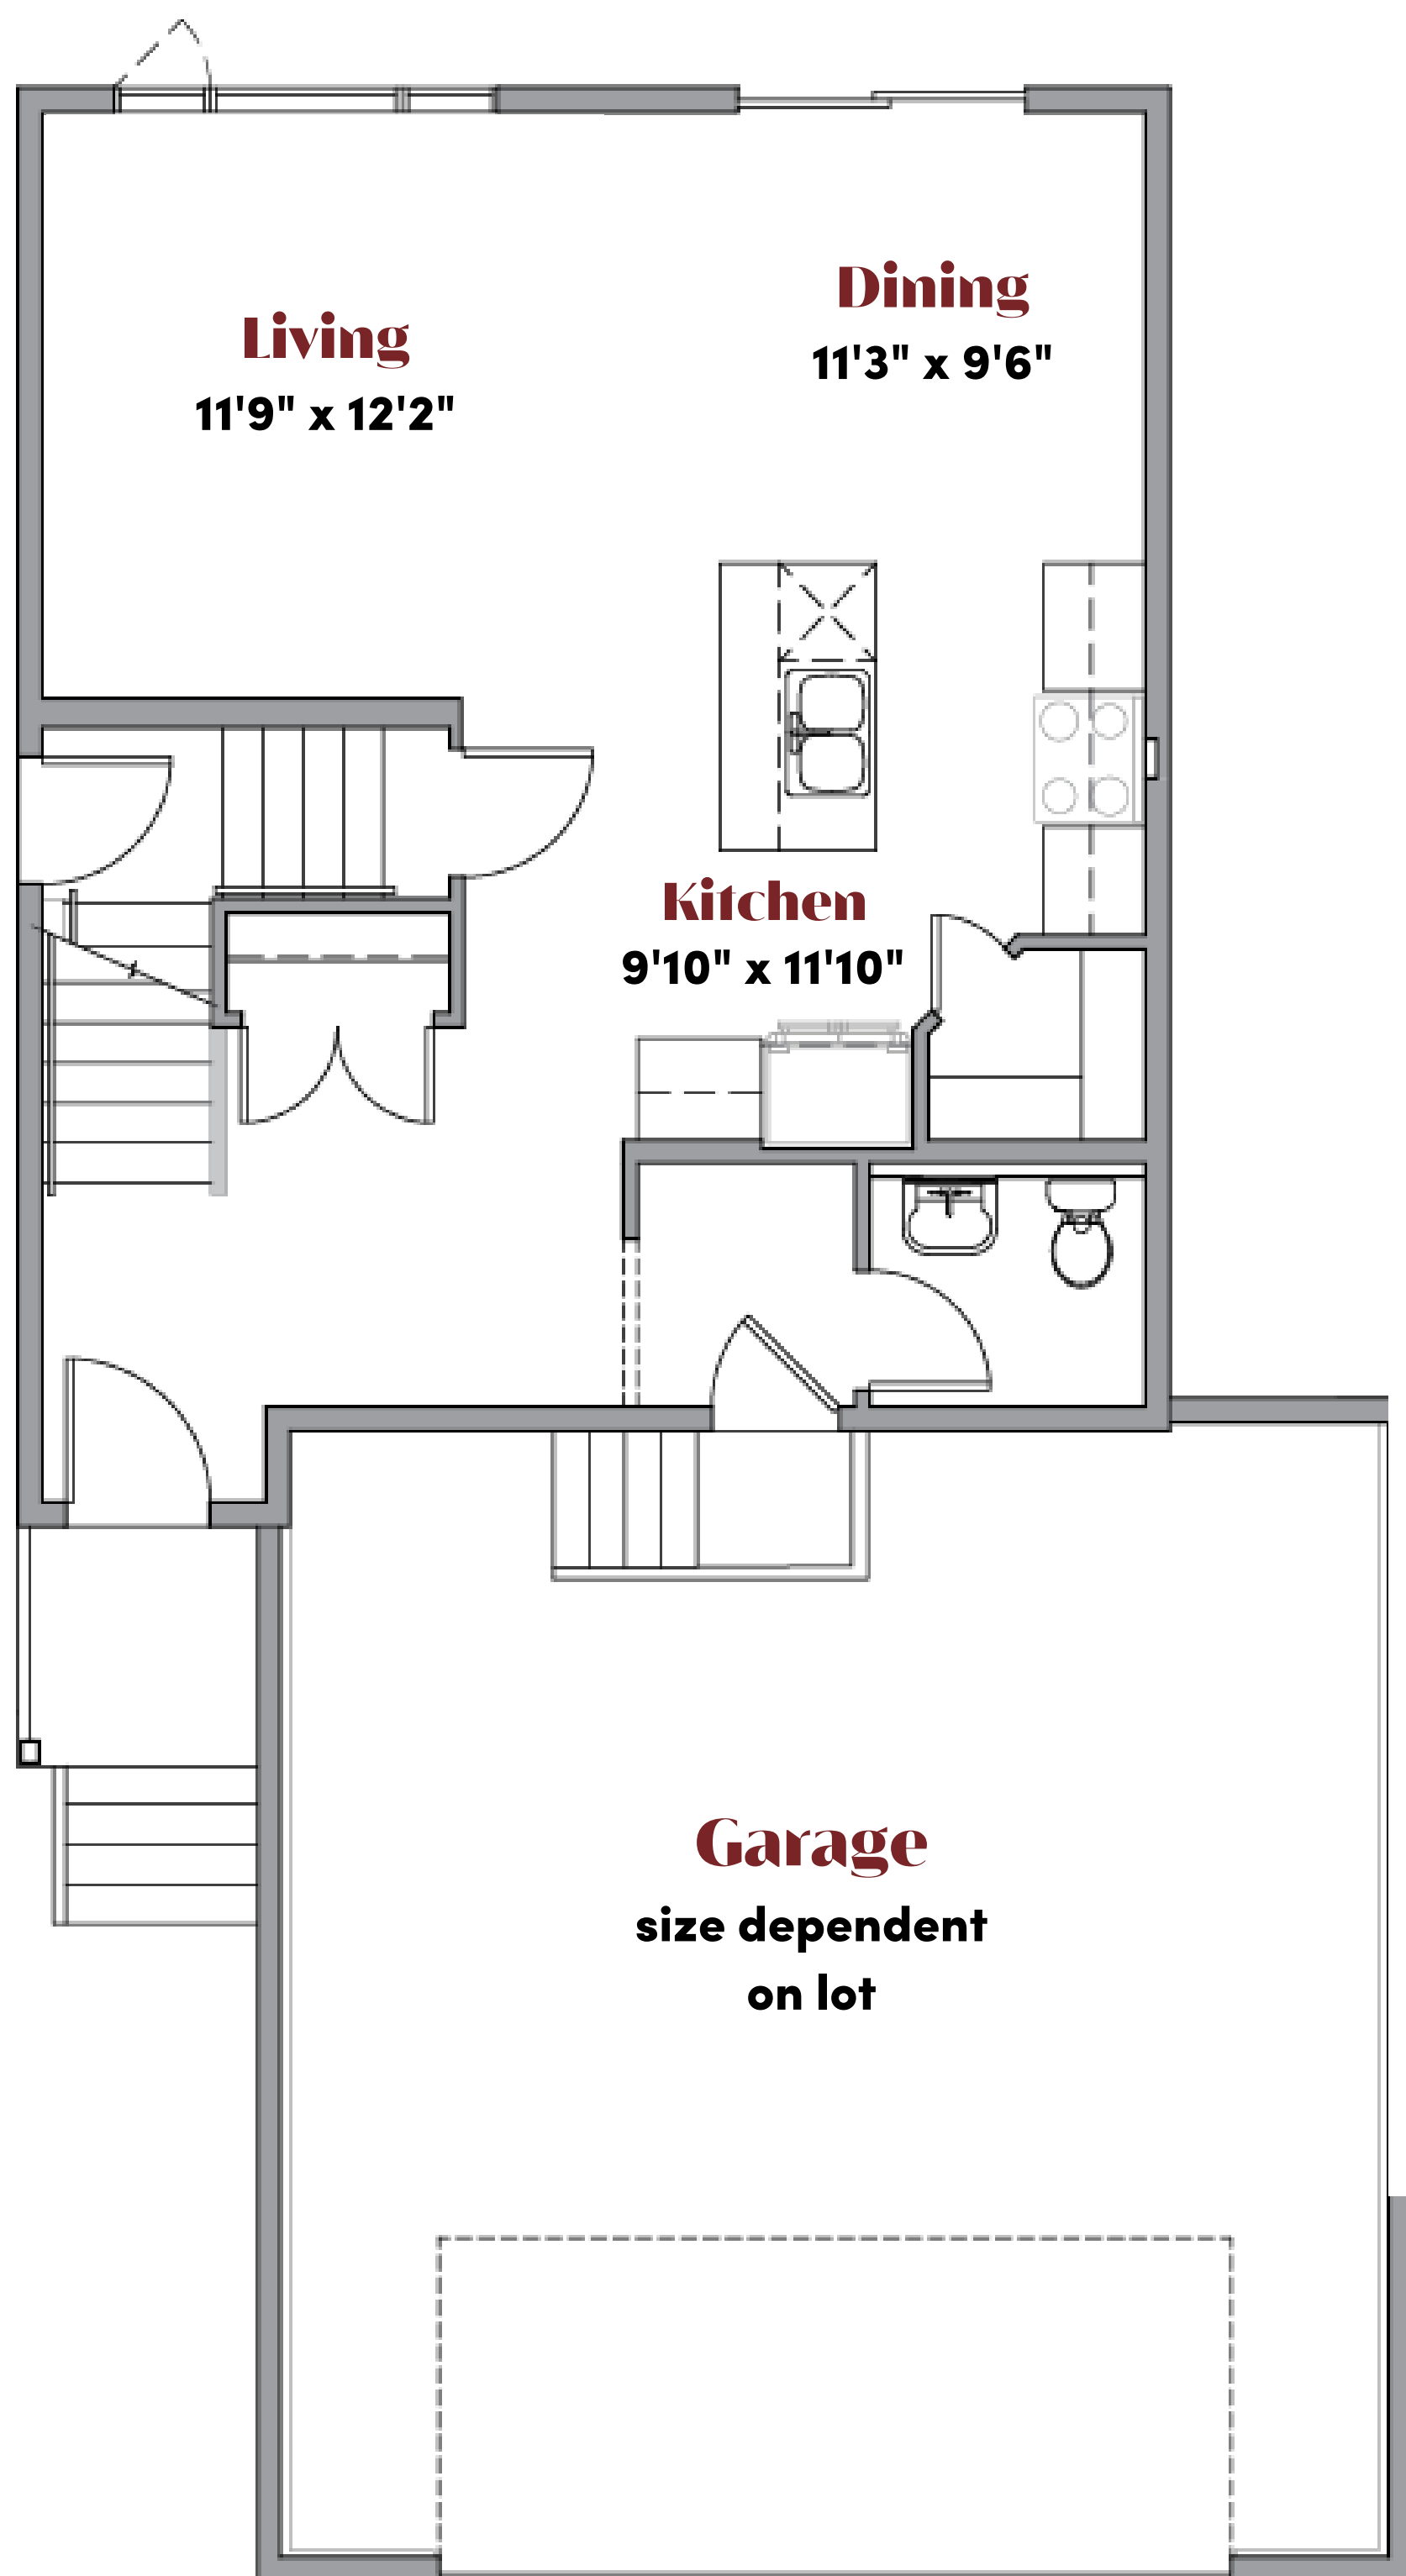 Living
11'9" x 12'2"
Dining
11'3" x 9'6"
Kitchen
9'10" x 11'10"
Garage
size dependent
on lot